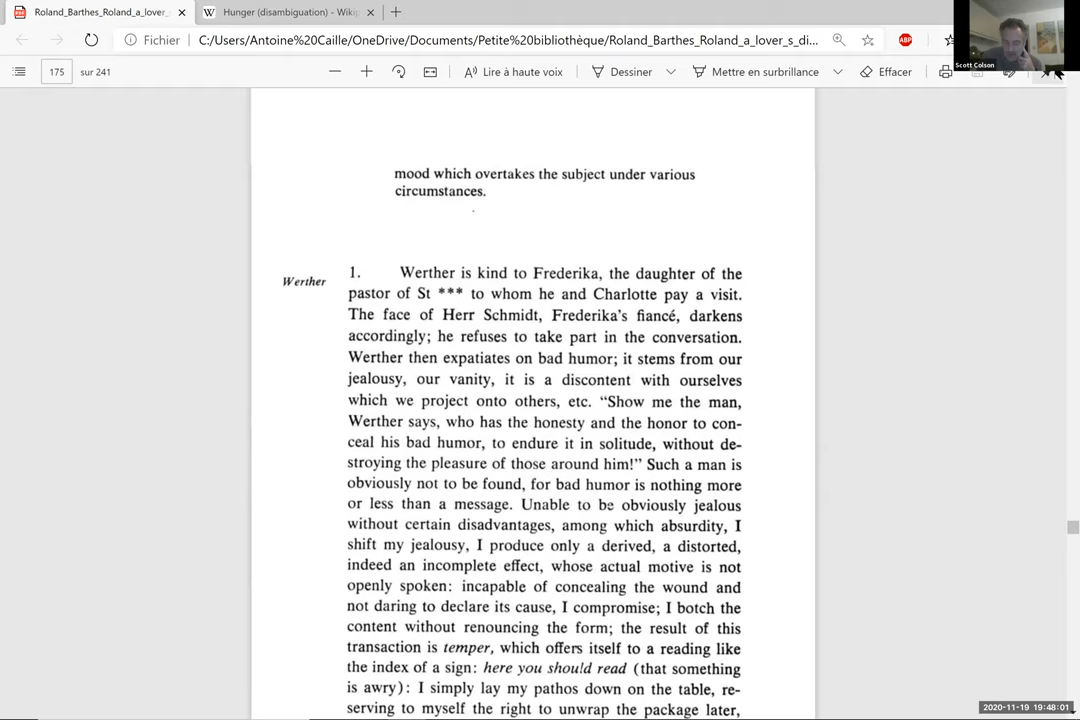 Roland_Barthes_Roland_a_lover_
Hunger (disambiguation) - Wiki
Fichier
C:/Users/Antoine%20Caille/OneDrive/Documents/Petite%20bibliothèque/Roland_Barthes_Roland_a_lover_s_di...
ABP
Scott Colson
175 sur 241
Lire à haute voix
Dessiner
Mettre en surbrillance
Effacer
mood which overtakes the subject under various
circumstances.
Werther
1. Werther is kind to Frederika, the daughter of the
pastor of St *** to whom he and Charlotte pay a visit.
The face of Herr Schmidt, Frederika's fiancé, darkens
accordingly; he refuses to take part in the conversation.
Werther then expatiates on bad humor; it stems from our
jealousy, our vanity, it is a discontent with ourselves
which we project onto others, etc. “Show me the man,
Werther says, who has the honesty and the honor to con-
ceal his bad humor, to endure it in solitude, without de-
stroying the pleasure of those around him!” Such a man is
obviously not to be found, for bad humor is nothing more
or less than a message. Unable to be obviously jealous
without certain disadvantages, among which absurdity, I
shift my jealousy, I produce only a derived, a distorted,
indeed an incomplete effect, whose actual motive is not
openly spoken: incapable of concealing the wound and
not daring to declare its cause, I compromise; I botch the
content without renouncing the form; the result of this
transaction is temper, which offers itself to a reading like
the index of a sign: here you should read (that something
is awry): I simply lay my pathos down on the table, re-
serving to myself the right to unwrap the package later,
2020-11-19 19:48:01